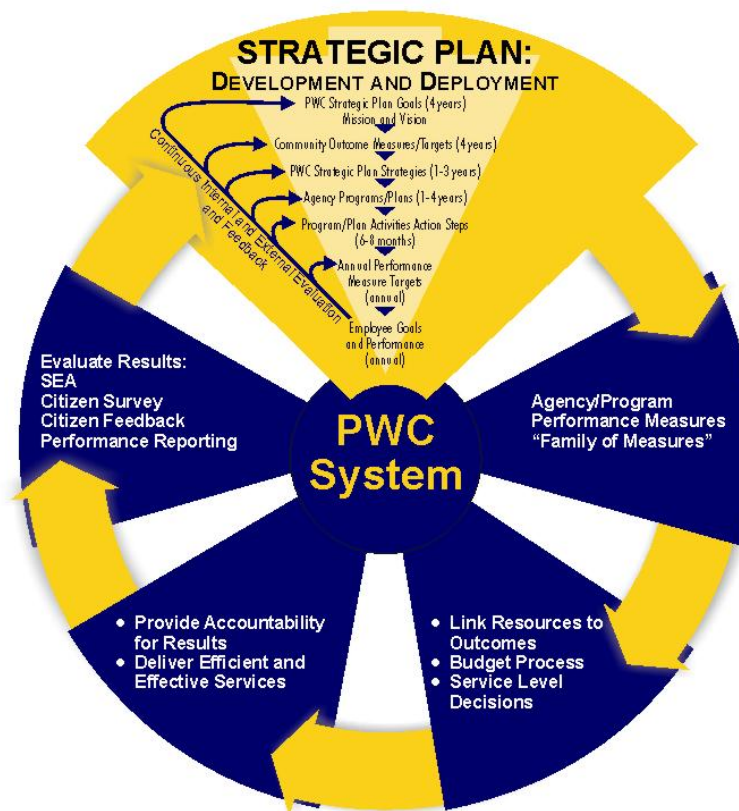 STRATEGIC PLAN:
DEVELOPMENT AND DEPLOYMENT
PWC Strategic Plan Goals (4 years)
Mission and Vision
Community Outcome Measures/Targets (4 years)
PWC Strategic Plan Strategies (1-3 years)
Agency Programs/Plans (1-4 years)
Program/Plan Activities Action Steps
(6-8 months)
Annual Performance
Measure Targets
(annual)
Employee Goals
and Performance
(annual)
Continuous Internal and External Evaluation
and Feedback
Agency/Program
Performance Measures
“Family of Measures”
• Link Resources to
Outcomes
• Budget Process
• Service Level
Decisions
• Provide Accountability
for Results
• Deliver Efficient and
Effective Services
Evaluate Results:
SEA
Citizen Survey
Citizen Feedback
Performance Reporting
PWC
System